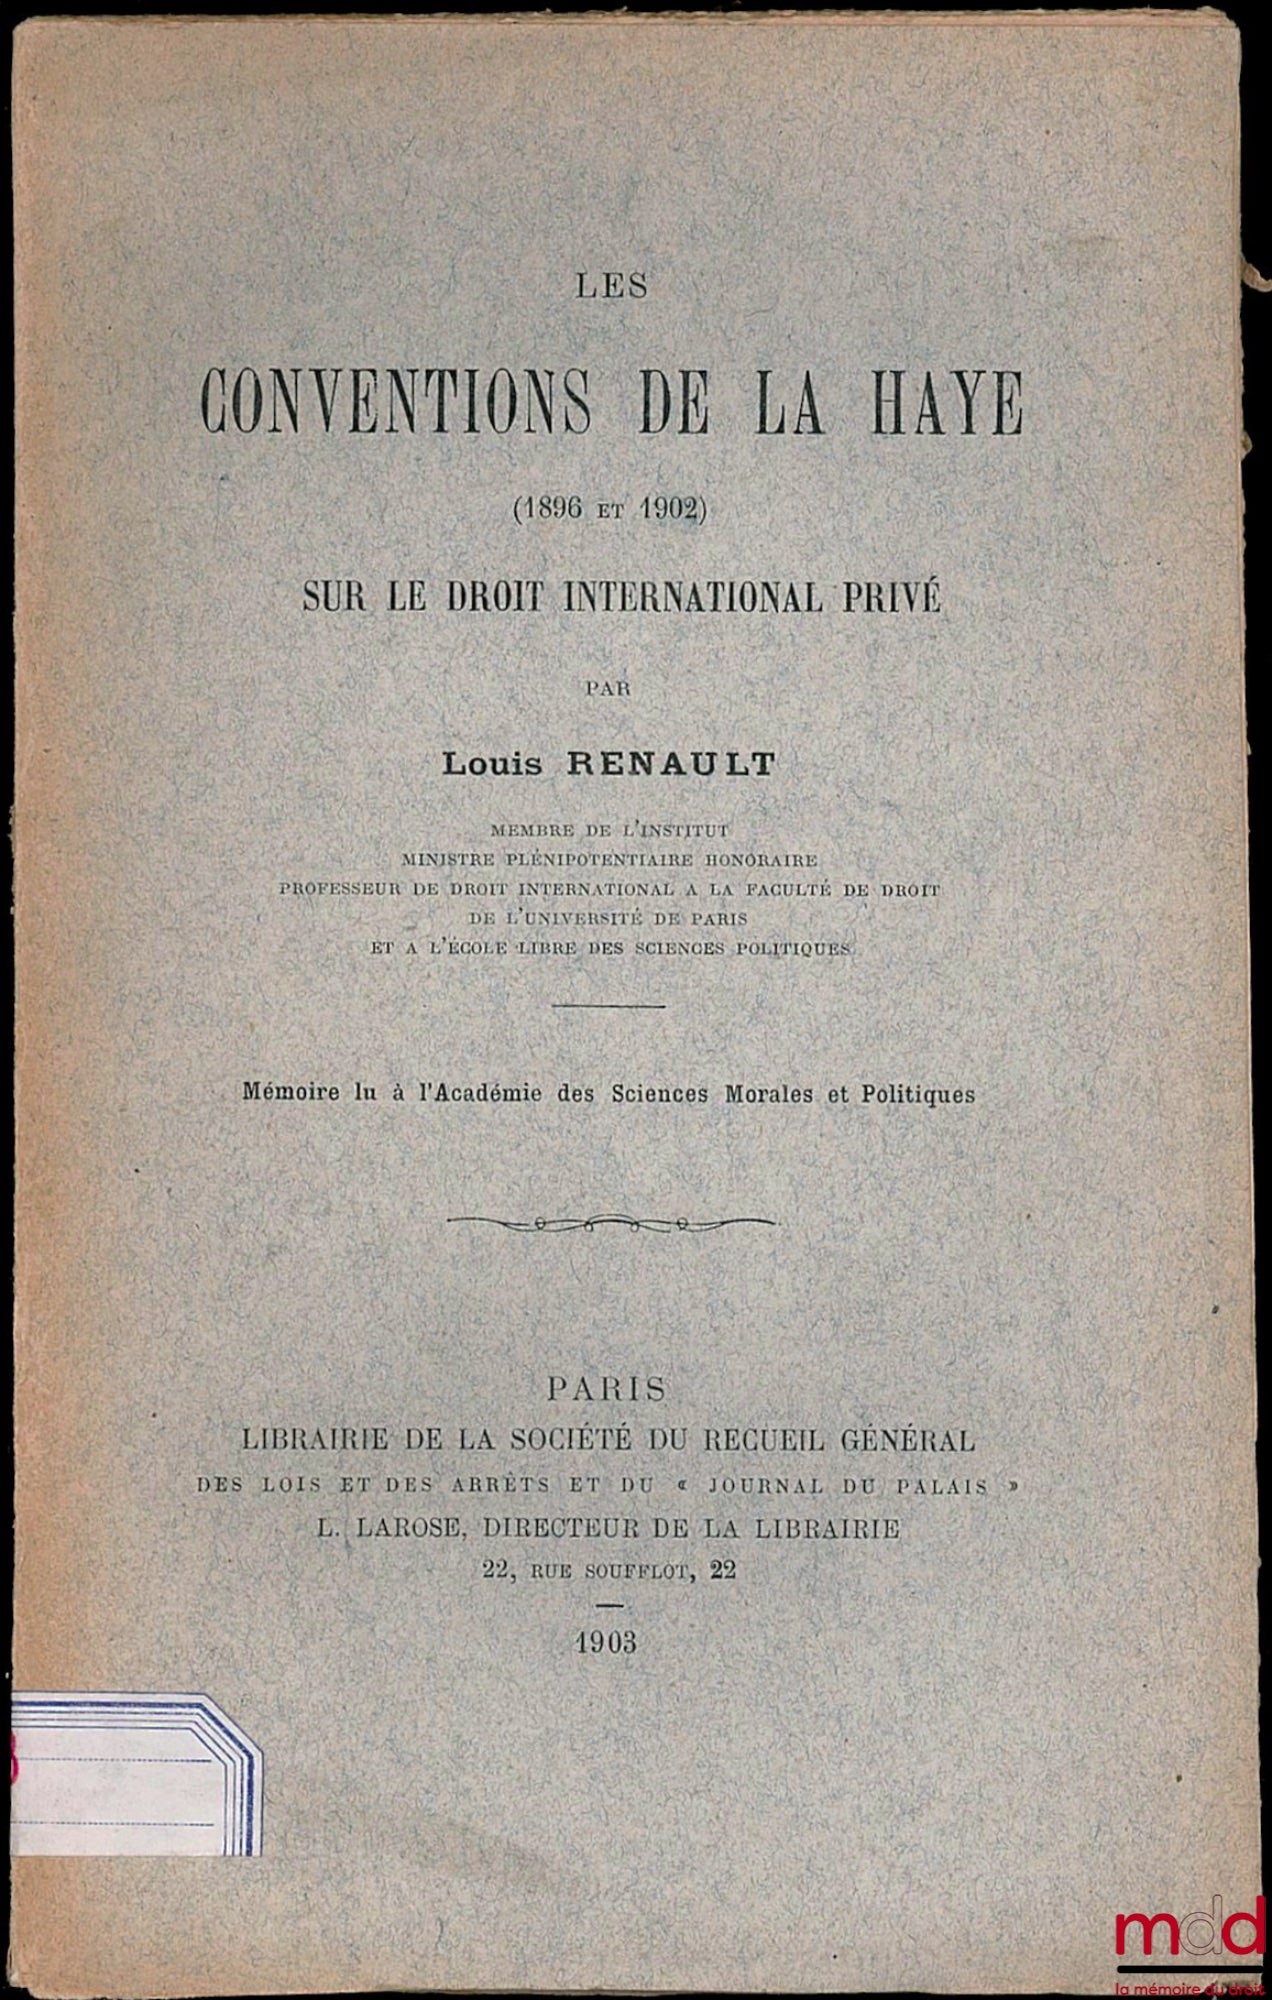 LES
CONVENTIONS DE LA HAYE
(1896 ET 1902)
SUR LE DROIT INTERNATIONAL PRIVÉ
PAR
Louis RENAULT
MEMBRE DE L'INSTITUT
MINISTRE PLÉNIPOTENTIAIRE HONORAIRE
PROFESSEUR DE DROIT INTERNATIONAL A LA FACULTÉ DE DROIT
DE L'UNIVERSITÉ DE PARIS
ET A L'ÉCOLE LIBRE DES SCIENCES POLITIQUES
Mémoire lu à l'Académie des Sciences Morales et Politiques
PARIS
LIBRAIRIE DE LA SOCIÉTÉ DU RECUEIL GÉNÉRAL
DES LOIS ET DES ARRÊTS ET DU « JOURNAL DU PALAIS »
L. LAROSE, DIRECTEUR DE LA LIBRAIRIE
22, RUE SOUFFLOT, 22
1903
mdd
la mémoire du droit